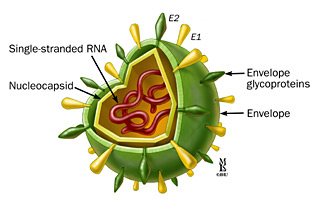 E2
E1
Single-stranded RNA
Nucleocapsid
Envelope
glycoproteins
Envelope